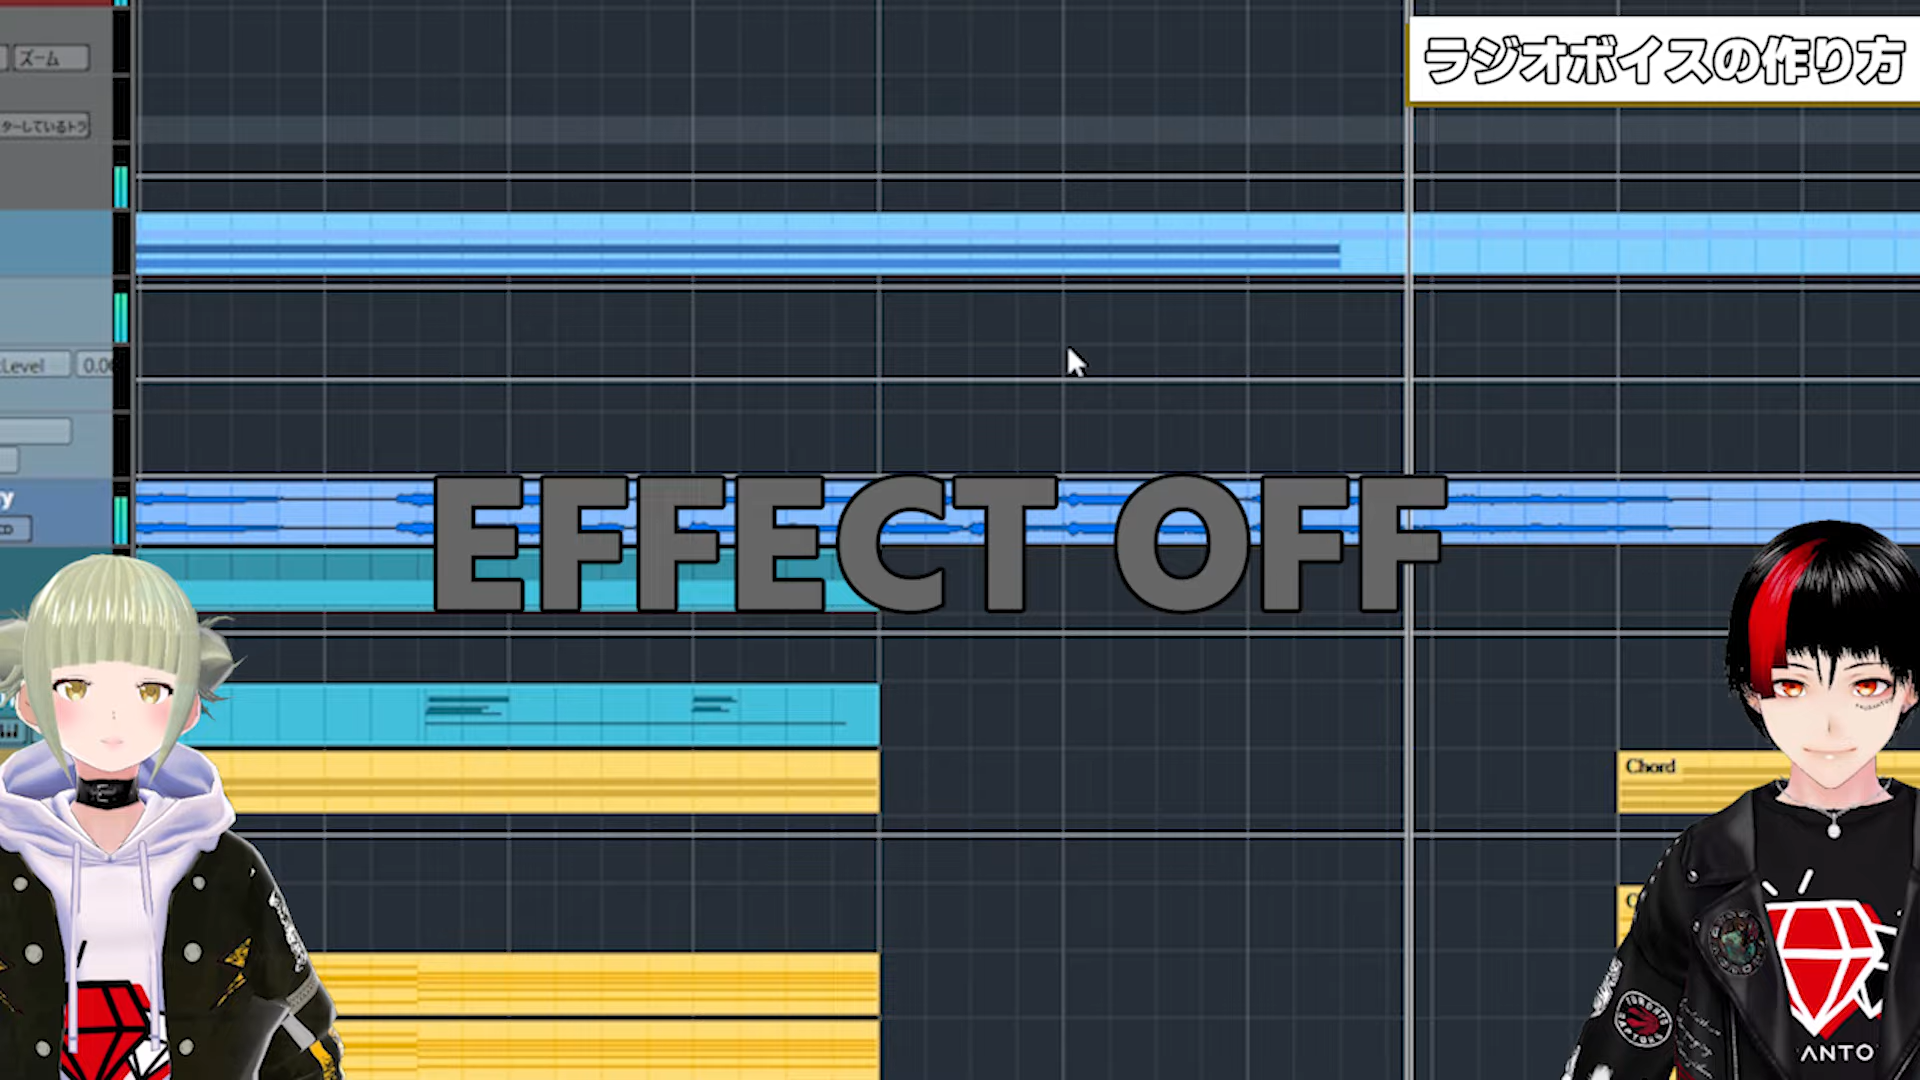 ズーム
ラジオボイスの作り方
ターしているトラ
Level
0.0
y
EFFECT OFF
Chord
C
ANTO